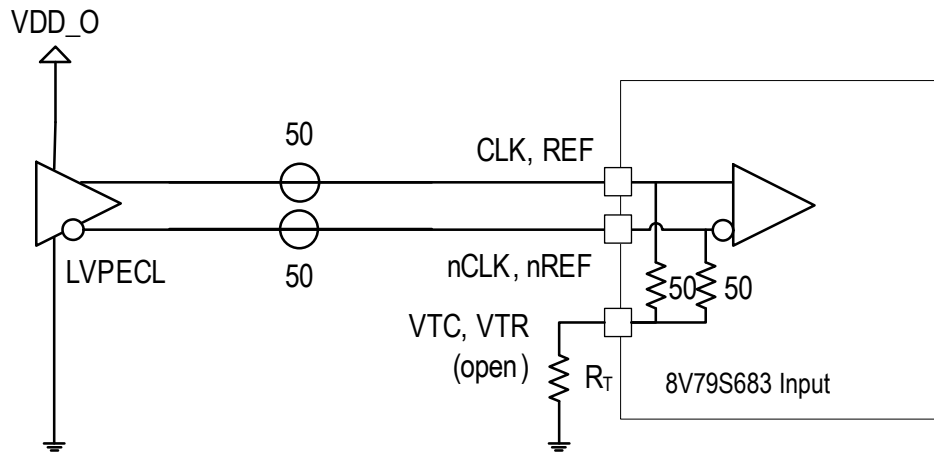 VDD_O
50
CLK, REF
LVPECL
50
nCLK, nREF
50
50
VTC, VTR
(open)
RT
8V79S683 Input